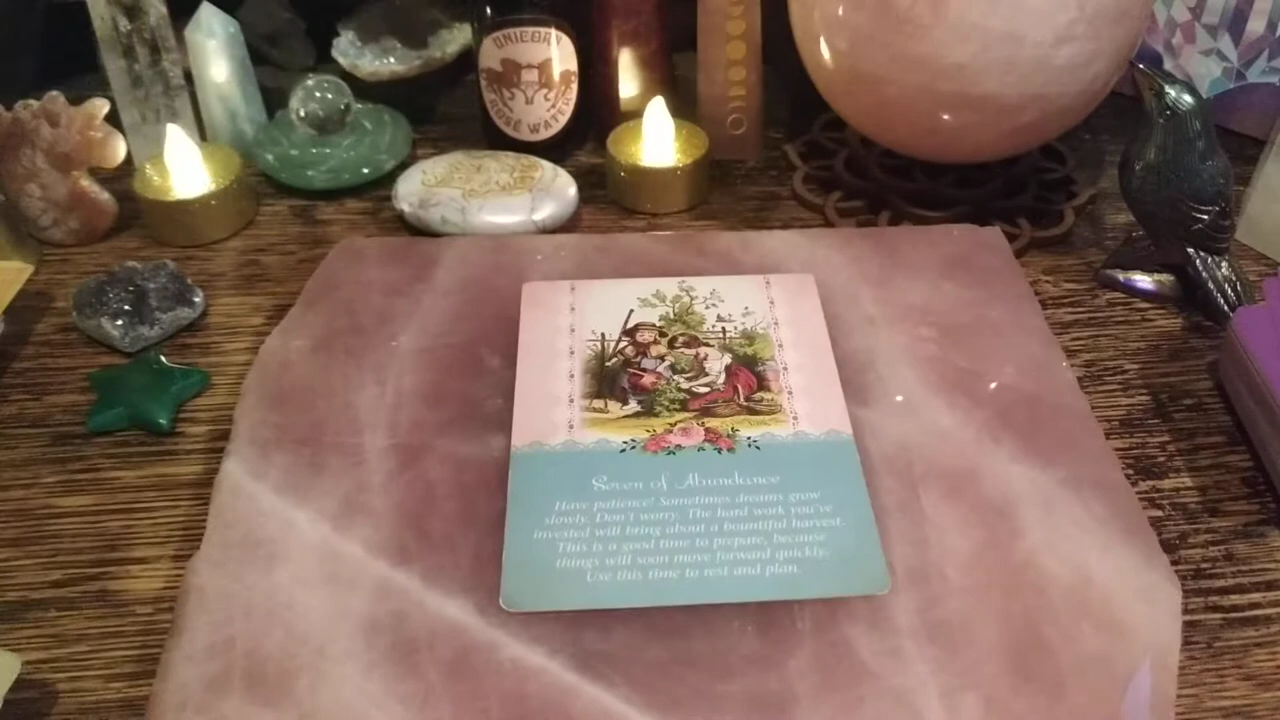 UNICORN
ROSÉ WATER
Seven of Abundance
Have patience! Sometimes dreams grow
slowly. Don't worry. The hard work you've
invested will bring about a bountiful harvest.
This is a good time to prepare, because
things will soon move forward quickly.
Use this time to rest and plan.